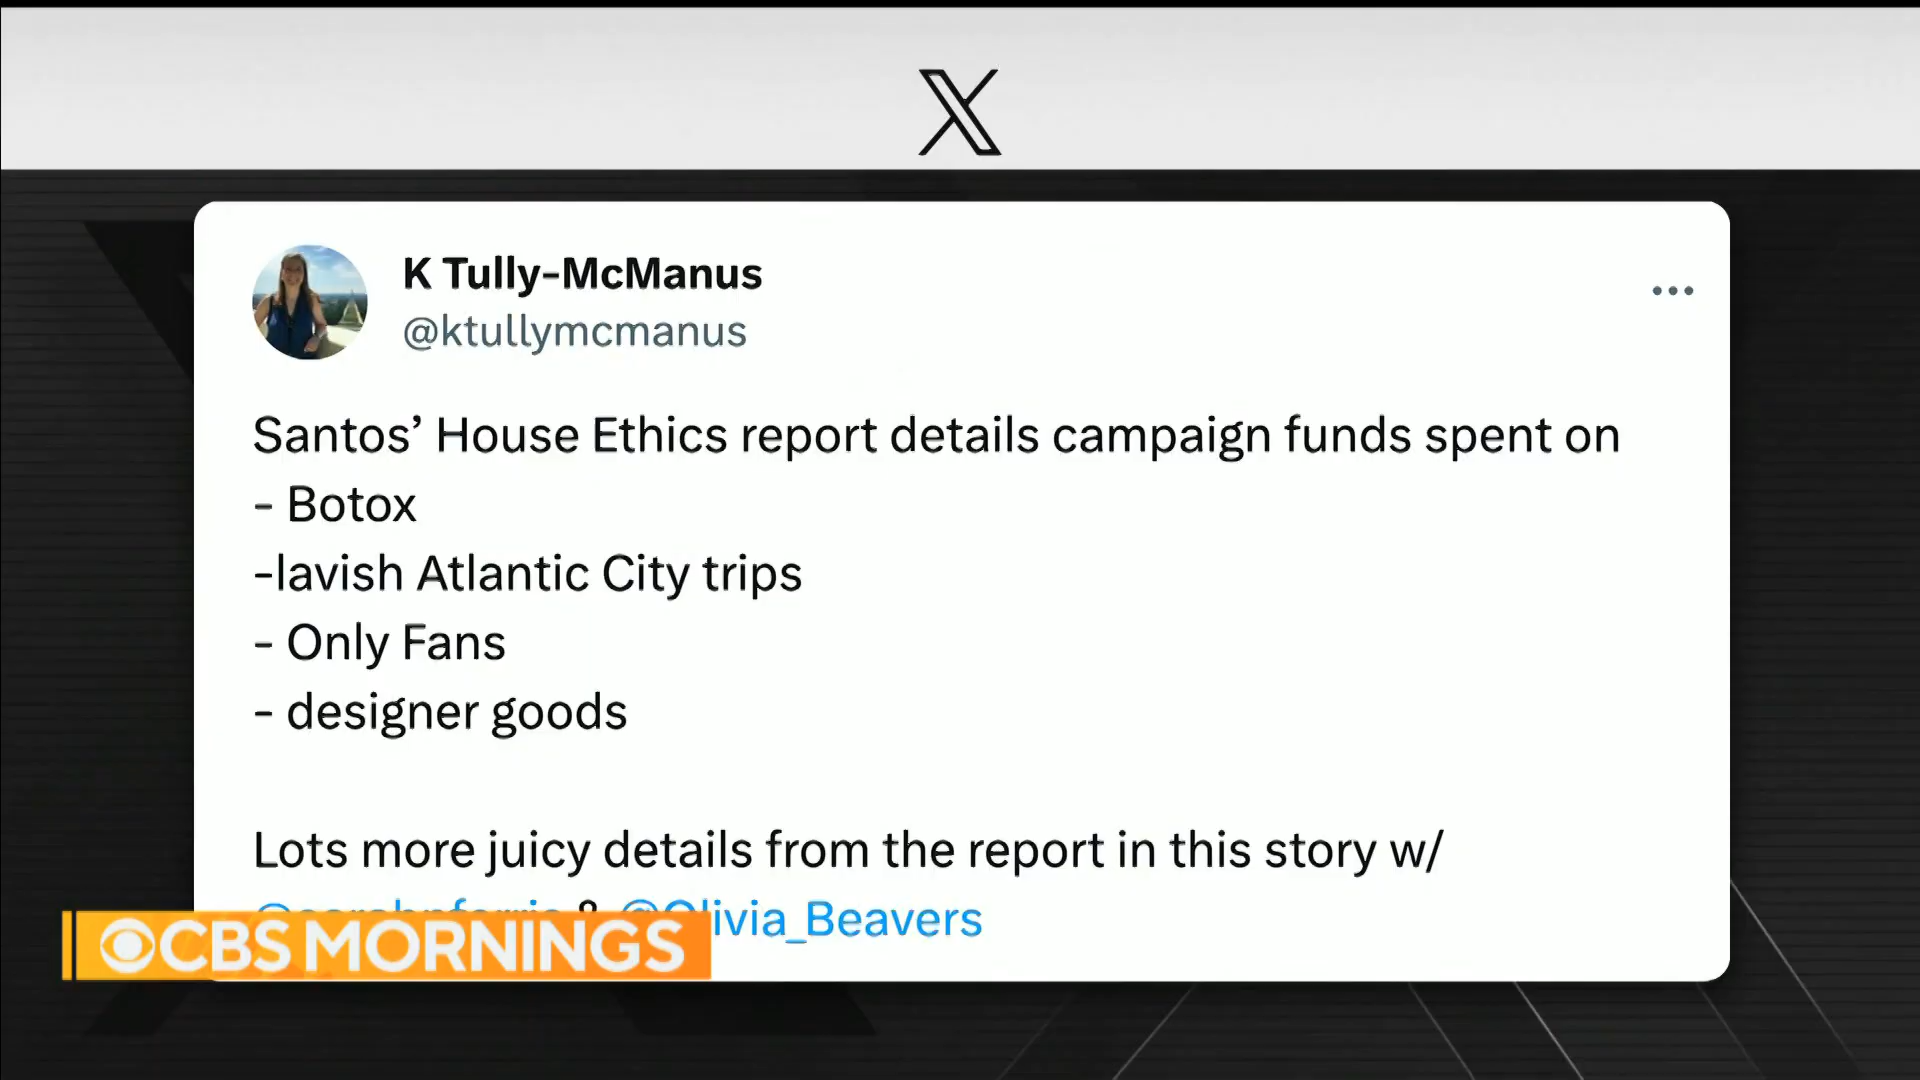 X
K Tully-McManus
@ktullymcmanus
Santos’ House Ethics report details campaign funds spent on
- Botox
-lavish Atlantic City trips
- Only Fans
- designer goods
Lots more juicy details from the report in this story w/
& @Olivia_Beavers
CBS MORNINGS